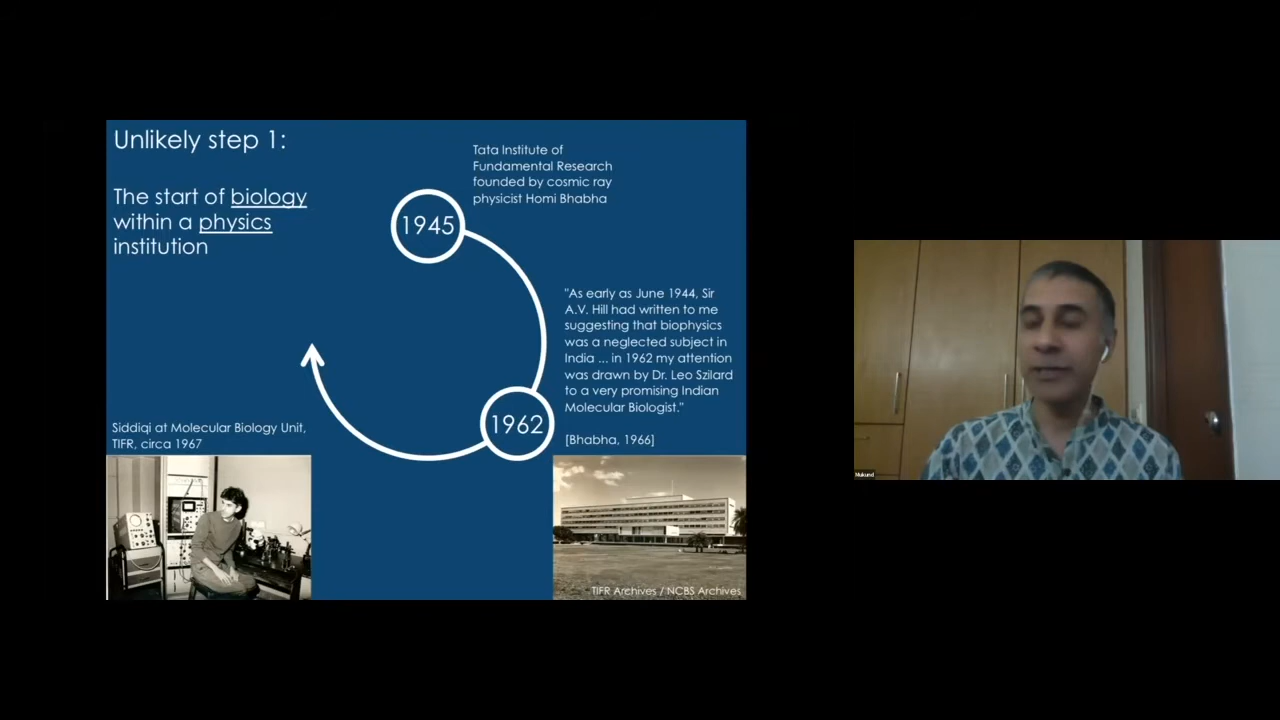 Unlikely step 1:
The start of biology
within a physics
institution
1945
Tata Institute of
Fundamental Research
founded by cosmic ray
physicist Homi Bhabha
"As early as June 1944, Sir
A.V. Hill had written to me
suggesting that biophysics
was a neglected subject in
India ... in 1962 my attention
was drawn by Dr. Leo Szilard
to a very promising Indian
Molecular Biologist."
[Bhabha, 1966]
1962
Siddiqi at Molecular Biology Unit,
TIFR, circa 1967
TIFR Archives / NCBS Archives
Mukund